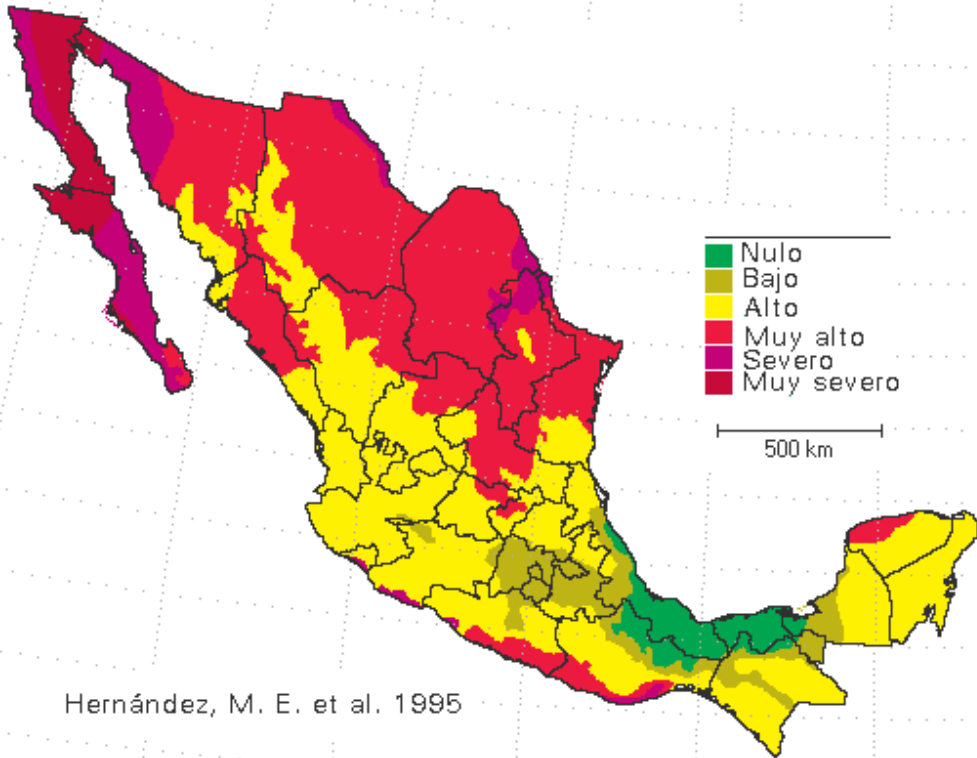 Nulo
Bajo
Alto
Muy alto
Severo
Muy severo
500 km
Hernández, M. E. et al. 1995